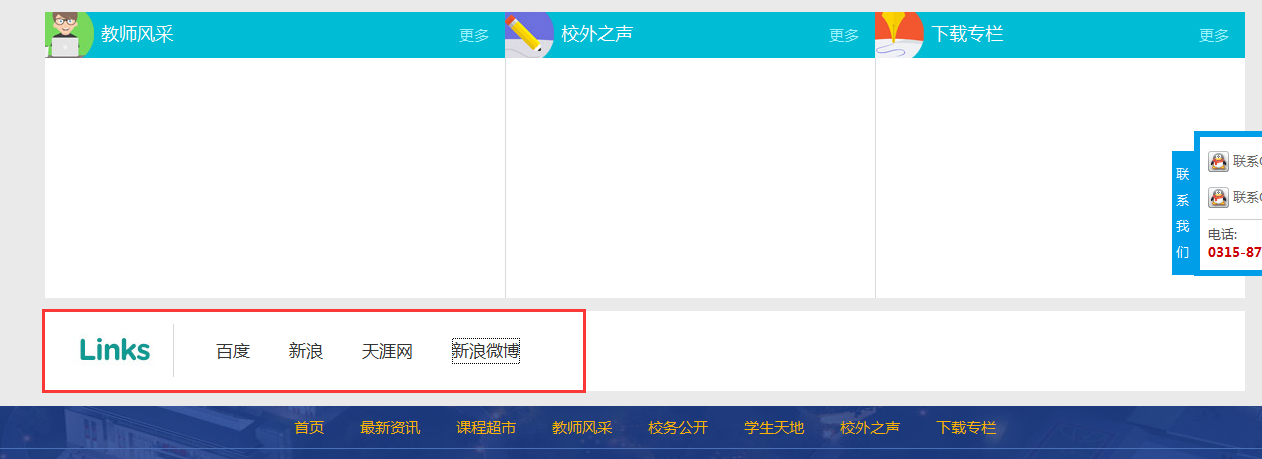 教师风采 更多 校外之声 更多 下载专栏 更多
联系我们
联系
联系
电话:
0315-87
Links 百度 新浪 天涯网 新浪微博
首页 最新资讯 课程超市 教师风采 校务公开 学生天地 校外之声 下载专栏